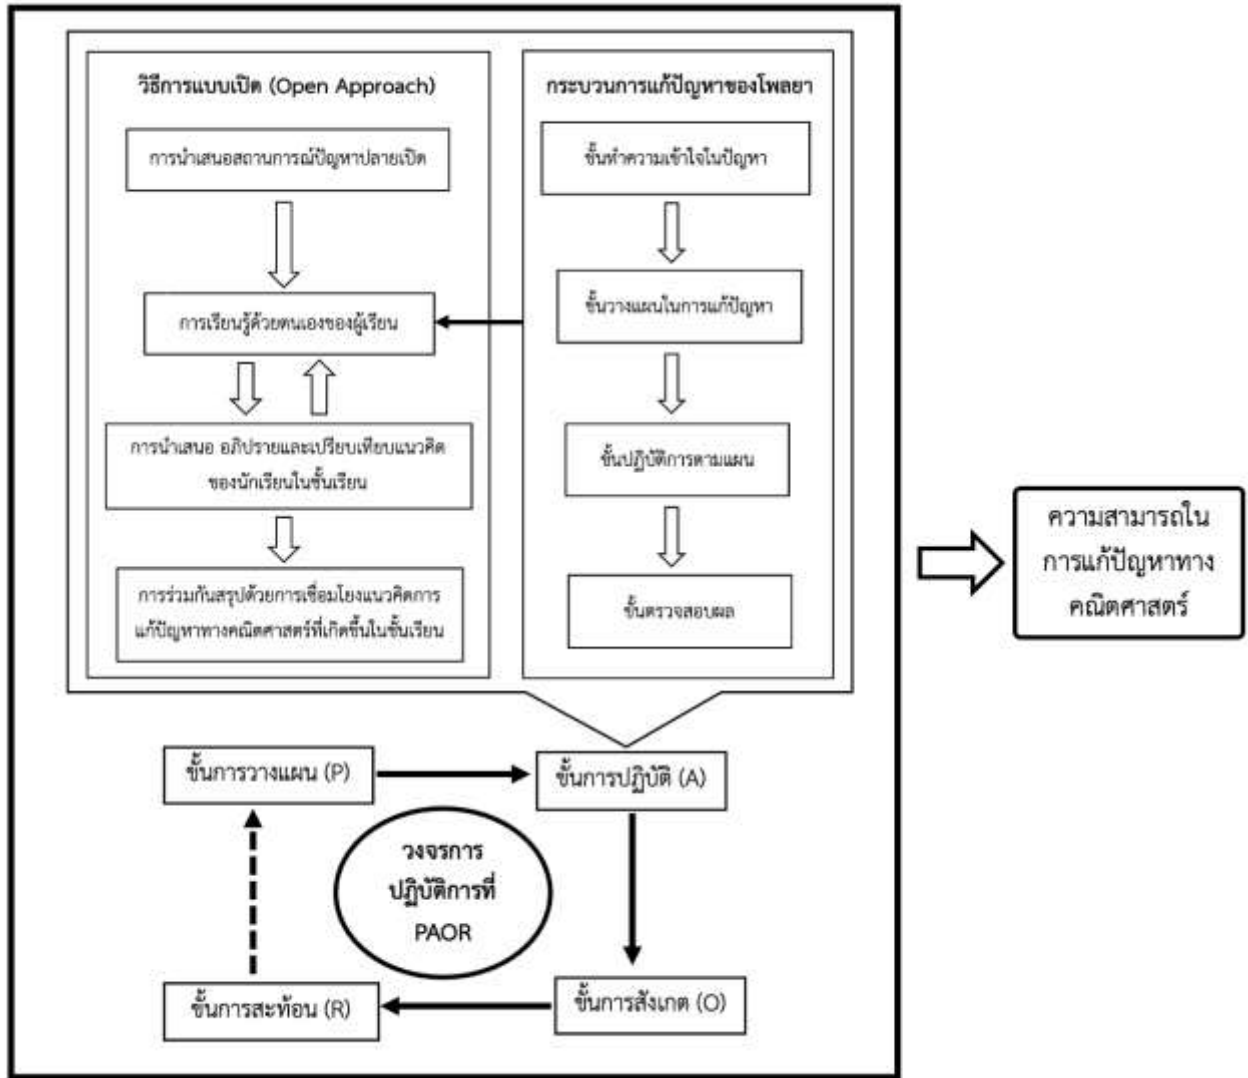 วิธีการแบบเปิด (Open Approach)
การนำเสนอสถานการณ์ปัญหาปลายเปิด
การเรียนรู้ด้วยตนเองของผู้เรียน
การนำเสนอ อภิปรายและเปรียบเทียบแนวคิด
ของนักเรียนในชั้นเรียน
การร่วมกันสรุปด้วยการเชื่อมโยงแนวคิดการ
แก้ปัญหาทางคณิตศาสตร์ที่เกิดขึ้นในชั้นเรียน
กระบวนการแก้ปัญหาของโพลยา
ขั้นทำความเข้าใจในปัญหา
ขั้นวางแผนในการแก้ปัญหา
ขั้นปฏิบัติการตามแผน
ขั้นตรวจสอบผล
ขั้นการวางแผน (P)
ขั้นการปฏิบัติ (A)
วงจรการ
ปฏิบัติการที่
PAOR
ขั้นการสะท้อน (R)
ขั้นการสังเกต (O)
ความสามารถใน
การแก้ปัญหาทาง
คณิตศาสตร์